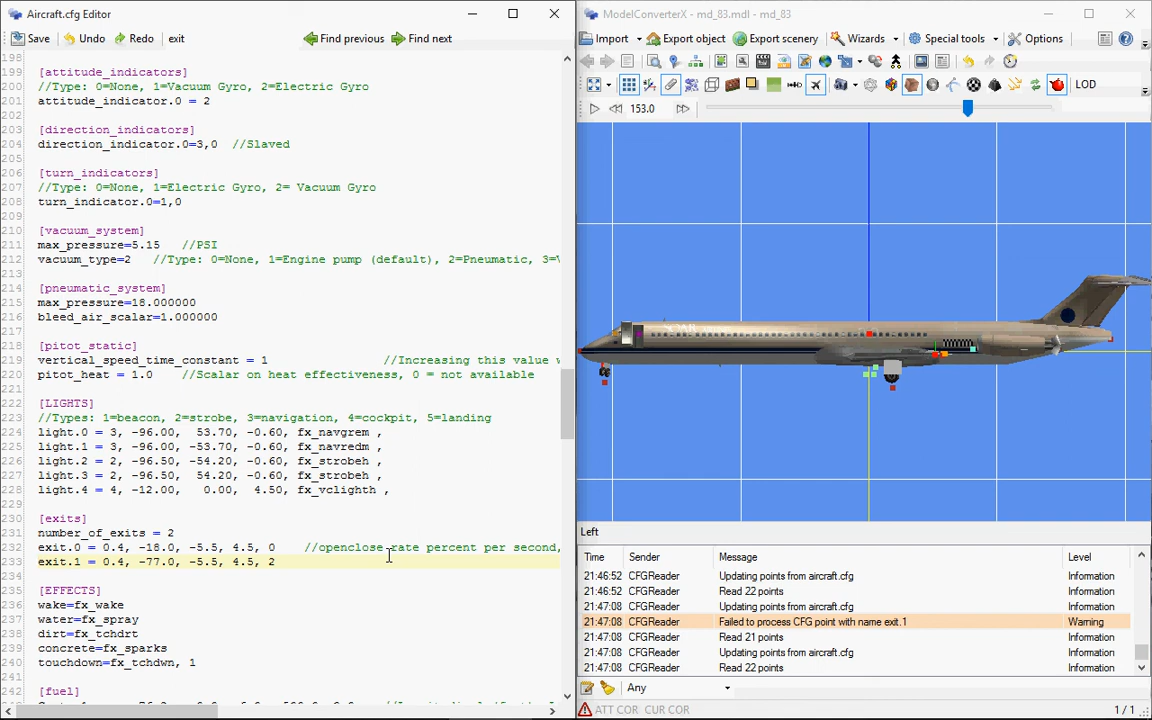 Aircraft.cfg Editor
Save Undo Redo exit Find previous Find next
198
199 [attitude_indicators]
200 //Type: 0=None, 1=Vacuum Gyro, 2=Electric Gyro
201 attitude_indicator.0 = 2
202
203 [direction_indicators]
204 direction_indicator.0=3,0 //Slaved
205
206 [turn_indicators]
207 //Type: 0=None, 1=Electric Gyro, 2= Vacuum Gyro
208 turn_indicator.0=1,0
209
210 [vacuum_system]
211 max_pressure=5.15 //PSI
212 vacuum_type=2 //Type: 0=None, 1=Engine pump (default), 2=Pneumatic, 3=V
213
214 [pneumatic_system]
215 max_pressure=18.000000
216 bleed_air_scalar=1.000000
217
218 [pitot_static]
219 vertical_speed_time_constant = 1 //Increasing this value w
220 pitot_heat = 1.0 //Scalar on heat effectiveness, 0 = not available
221
222 [LIGHTS]
223 //Types: 1=beacon, 2=strobe, 3=navigation, 4=cockpit, 5=landing
224 light.0 = 3, -96.00, 53.70, -0.60, fx_navgrem ,
225 light.1 = 3, -96.00, -53.70, -0.60, fx_navredm ,
226 light.2 = 2, -96.50, -54.20, -0.60, fx_strobeh ,
227 light.3 = 2, -96.50, 54.20, -0.60, fx_strobeh ,
228 light.4 = 4, -12.00, 0.00, 4.50, fx_vclighth ,
229
230 [exits]
231 number_of_exits = 2
232 exit.0 = 0.4, -18.0, -5.5, 4.5, 0 //openclose rate percent per second,
233 exit.1 = 0.4, -77.0, -5.5, 4.5, 2
234
235 [EFFECTS]
236 wake=fx_wake
237 water=fx_spray
238 dirt=fx_tchdrt
239 concrete=fx_sparks
240 touchdown=fx_tchdwn, 1
241
242 [fuel]
ModelConverterX - md_83.mdl - md_83
Import Export object Export scenery Wizards Special tools Options
LOD
153.0
Left
Time Sender Message Level
21:46:52 CFGReader Updating points from aircraft.cfg Information
21:46:52 CFGReader Read 22 points Information
21:47:08 CFGReader Updating points from aircraft.cfg Information
21:47:08 CFGReader Failed to process CFG point with name exit.1 Warning
21:47:08 CFGReader Read 21 points Information
21:47:08 CFGReader Updating points from aircraft.cfg Information
21:47:08 CFGReader Read 22 points Information
Any
ATT COR CUR COR 1 / 1